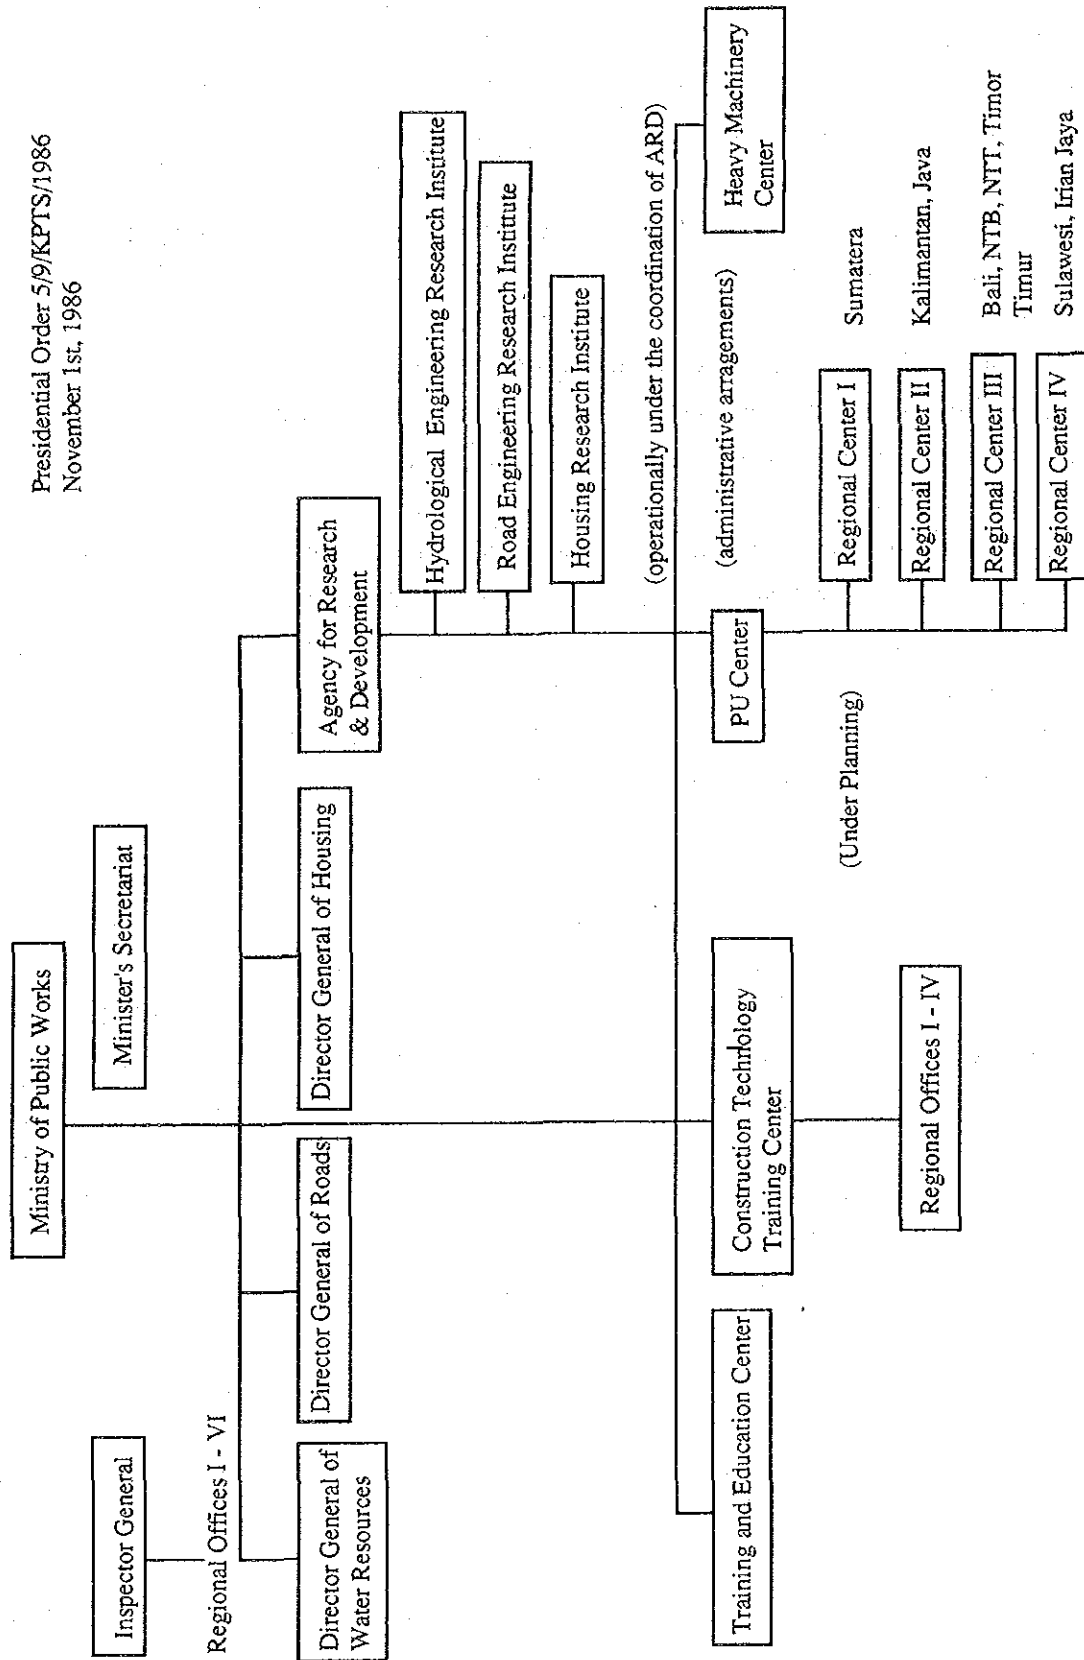 Presidential Order 5/9/KPTS/1986
November 1st, 1986
Ministry of Public Works
Inspector General
Minister's Secretariat
Regional Offices I - VI
Director General of
Water Resources
Director General of Roads
Director General of Housing
Agency for Research
& Development
Hydrological Engineering Research Institute
Road Engineering Research Institute
Housing Research Institute
(operationally under the coordination of ARD)
Training and Education Center
Construction Technology
Training Center
PU Center
Heavy Machinery
Center
(administrative arragements)
Regional Offices I - IV
(Under Planning)
Regional Center I
Sumatera
Regional Center II
Kalimantan, Java
Regional Center III
Bali, NTB, NTT, Timor
Timur
Regional Center IV
Sulawesi, Irian Jaya